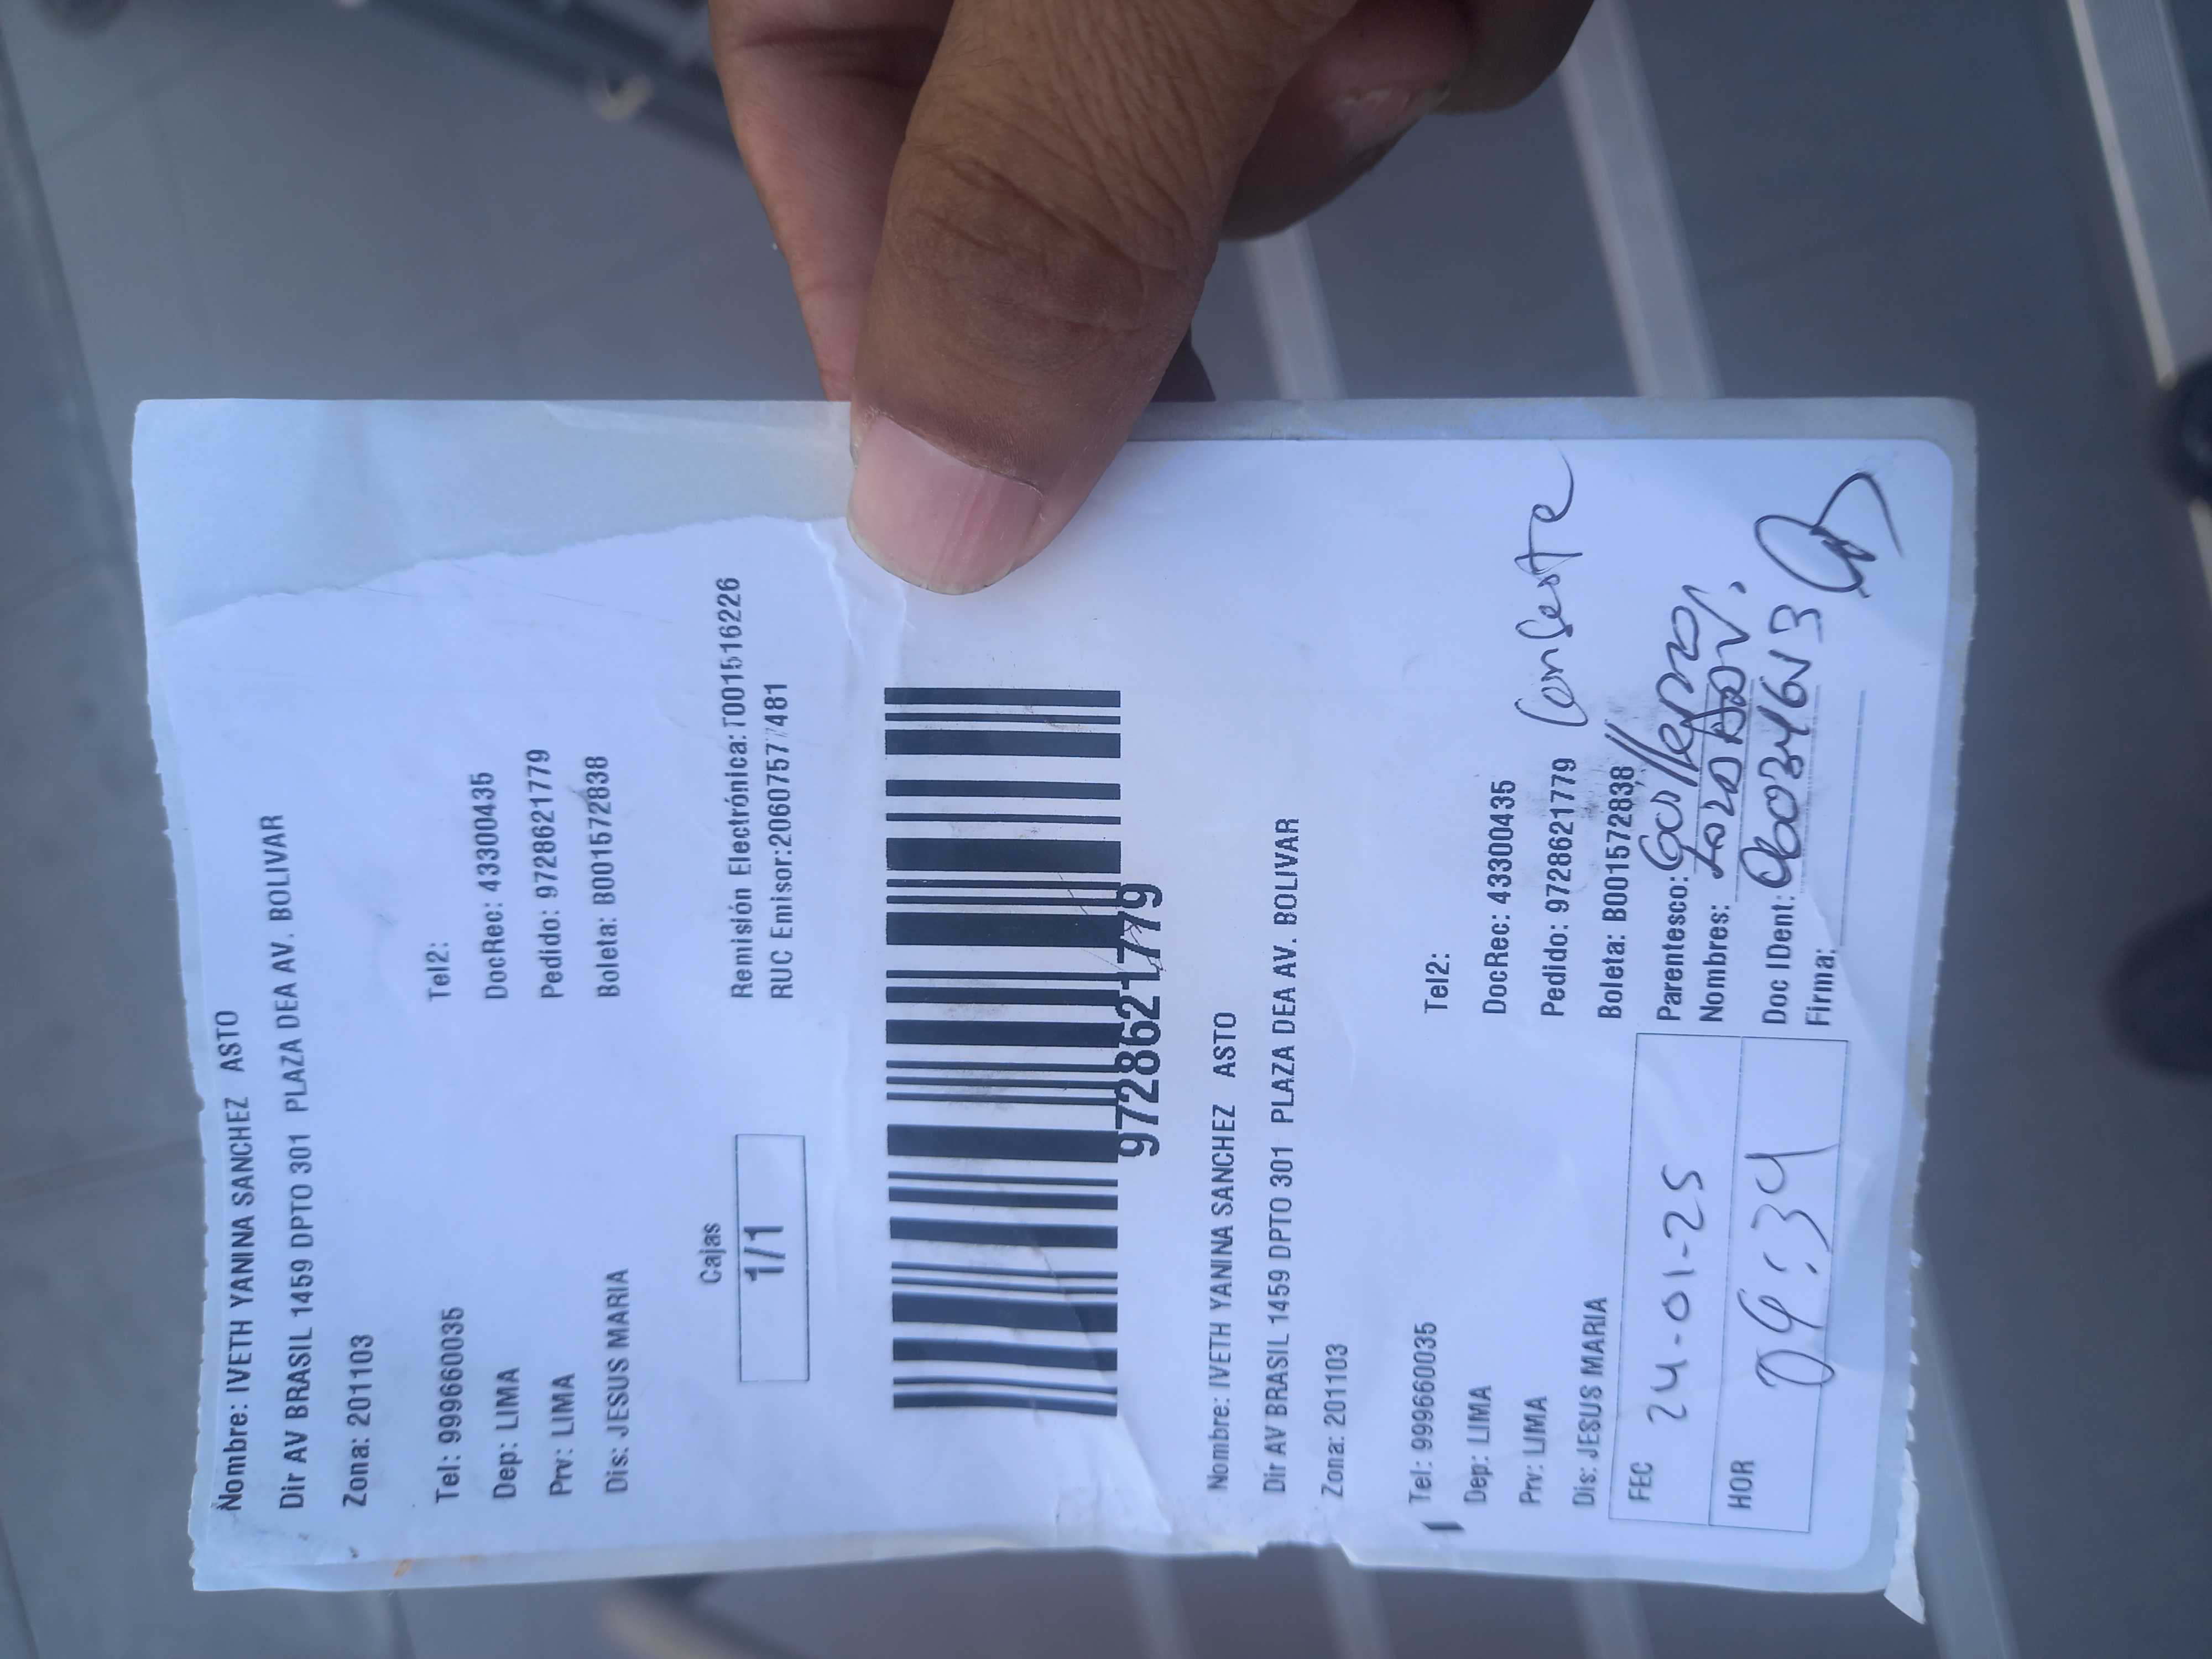 Nombre: IVETH YANINA SANCHEZ ASTO
Dir AV BRASIL 1459 DPTO 301 PLAZA DEA AV. BOLIVAR
Zona: 201103
Tel: 999660035 Tel2:
Dep: LIMA DocRec: 43300435
Prv: LIMA Pedido: 9728621779
Dis: JESUS MARIA Boleta: B001572838
Cajas Remisión Electrónica: T001516226
1/1 RUC Emisor:20607577481
9728621779
Nombre: IVETH YANINA SANCHEZ ASTO
Dir AV BRASIL 1459 DPTO 301 PLAZA DEA AV. BOLIVAR
Zona: 201103
Tel: 999660035 Tel2:
Dep: LIMA DocRec: 43300435
Prv: LIMA Pedido: 9728621779
Dis: JESUS MARIA Boleta: B001572838
FEC 24-01-25 Parentesco:
Nombres:
HOR 09:34 Doc IDent:
Firma: